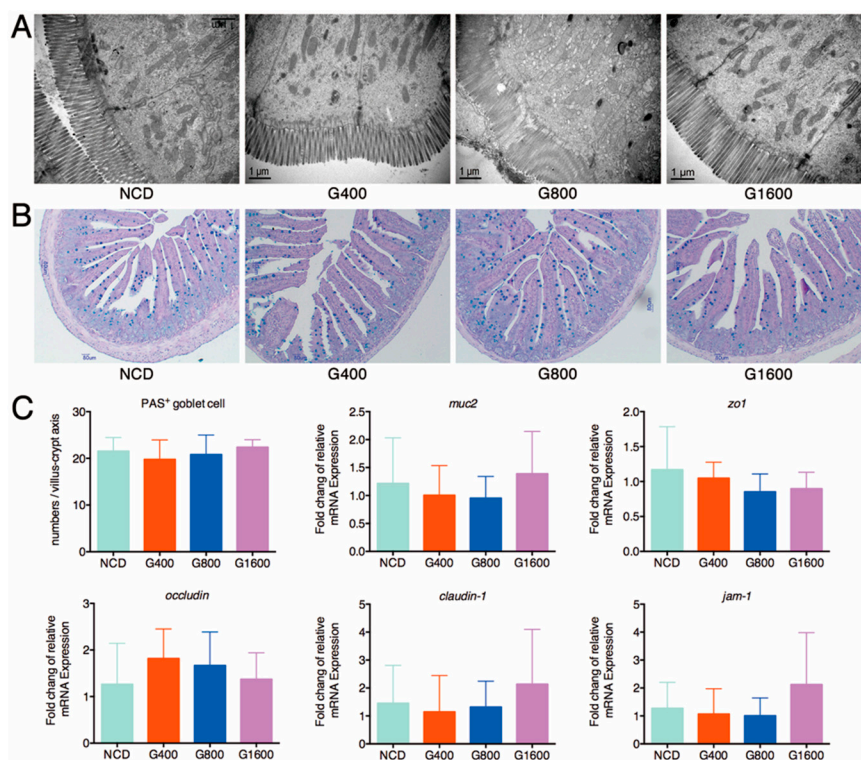 A
1 µm
1 µm
1 µm
1 µm
NCD
G400
G800
G1600
B
80um
NCD
G400
G800
G1600
C
PAS+ goblet cell
numbers / villus-crypt axis
30
20
10
0
NCD
G400
G800
G1600
muc2
Fold chang of relative
mRNA Expression
2.5
2.0
1.5
1.0
0.5
0.0
NCD
G400
G800
G1600
zo1
Fold chang of relative
mRNA Expression
2.0
1.5
1.0
0.5
0.0
NCD
G400
G800
G1600
occludin
Fold chang of relative
mRNA Expression
3
2
1
0
NCD
G400
G800
G1600
claudin-1
Fold chang of relative
mRNA Expression
5
4
3
2
1
0
NCD
G400
G800
G1600
jam-1
Fold chang of relative
mRNA Expression
5
4
3
2
1
0
NCD
G400
G800
G1600